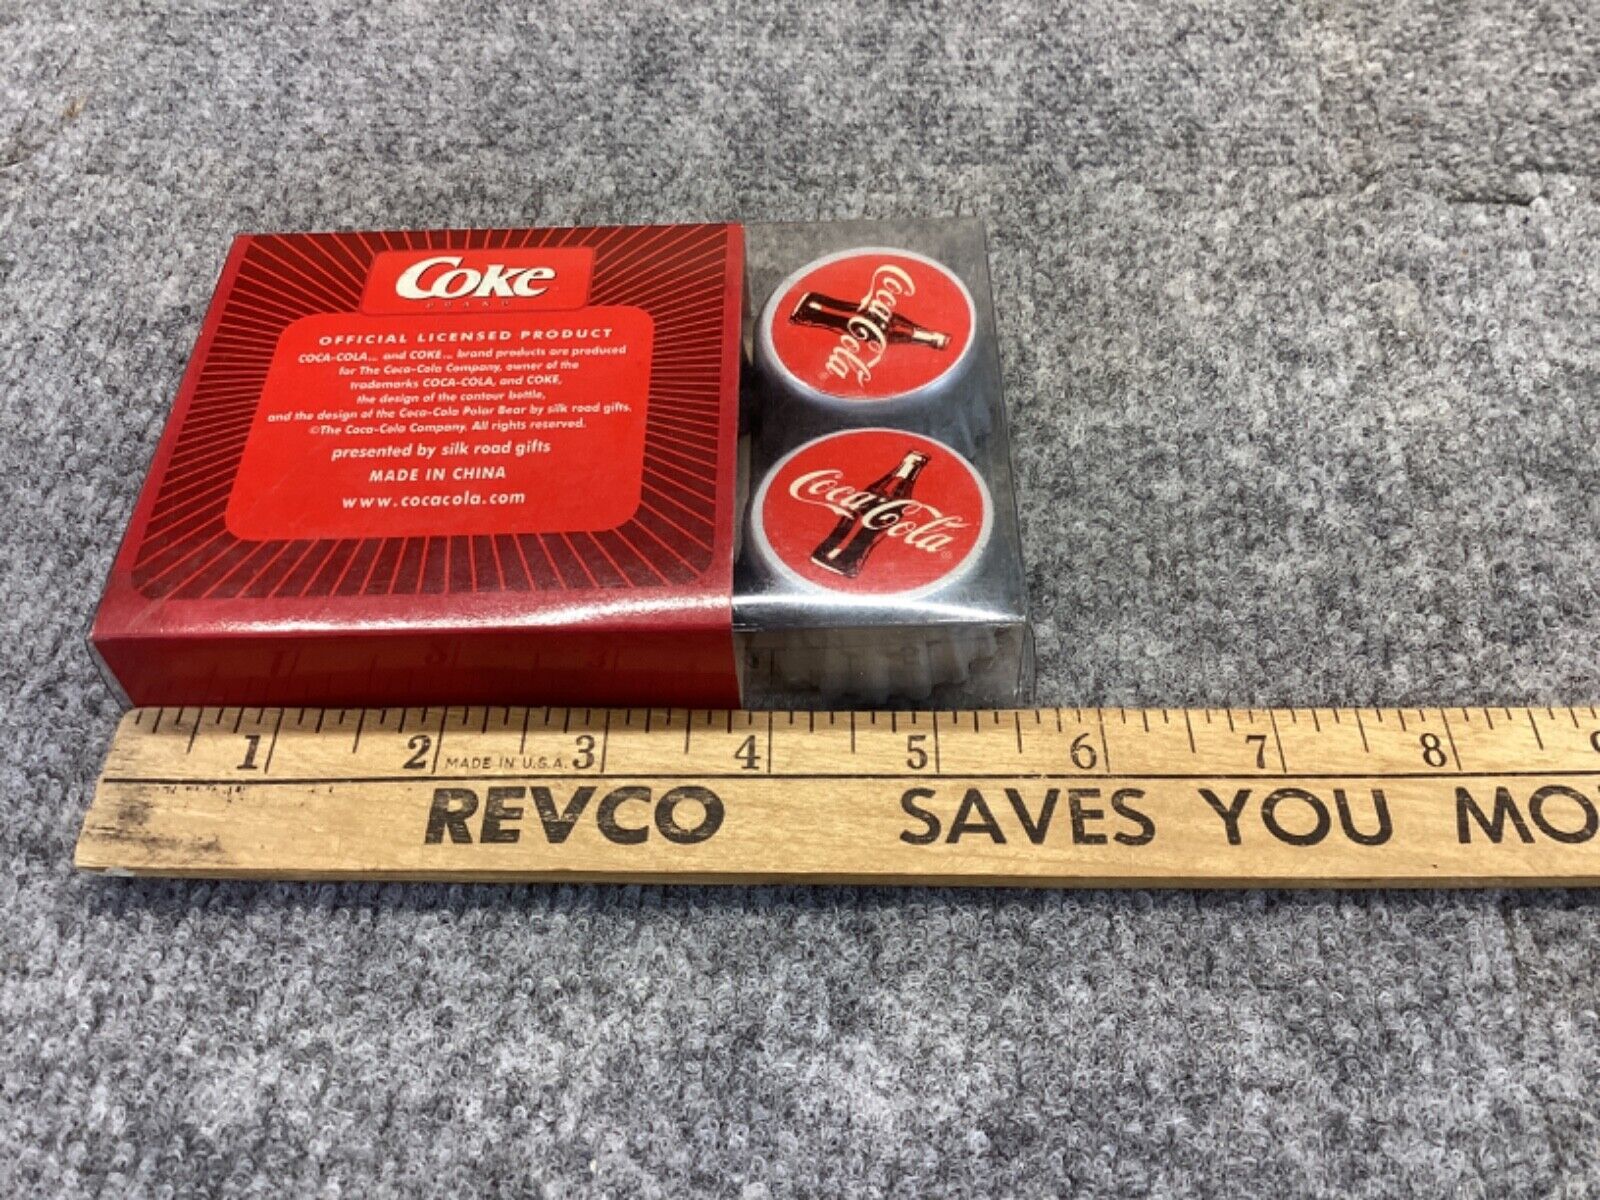 Coke
BRAND
OFFICIAL LICENSED PRODUCT
COCA-COLA™ and COKE™ brand products are produced
for The Coca-Cola Company, owner of the
trademarks COCA-COLA, and COKE,
the design of the contour bottle,
and the design of the Coca-Cola Polar Bear by silk road gifts.
©The Coca-Cola Company. All rights reserved.
presented by silk road gifts
MADE IN CHINA
www.cocacola.com
Coca-Cola
Coca-Cola®
1 2 3 4 5 6 7 8 9
MADE IN U.S.A.
REVCO SAVES YOU MO